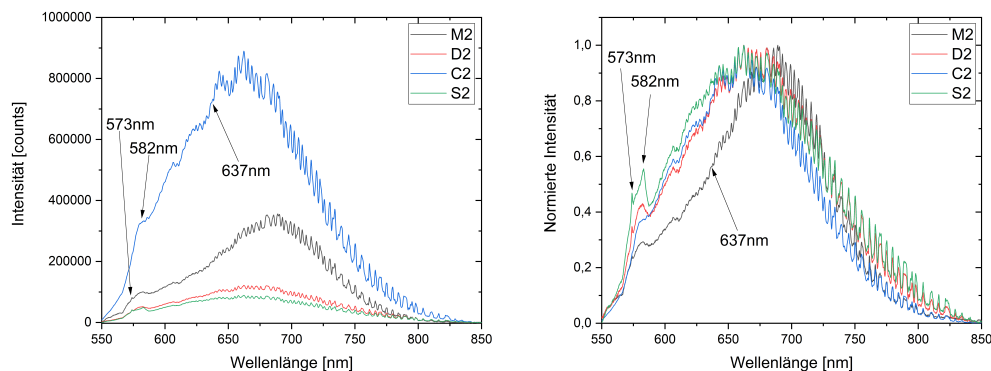 1000000
800000
600000
400000
200000
0
Intensität [counts]
573nm
582nm
637nm
M2
D2
C2
S2
550 600 650 700 750 800 850
Wellenlänge [nm]
1,0
0,8
0,6
0,4
0,2
0,0
Normierte Intensität
573nm
582nm
637nm
M2
D2
C2
S2
550 600 650 700 750 800 850
Wellenlänge [nm]